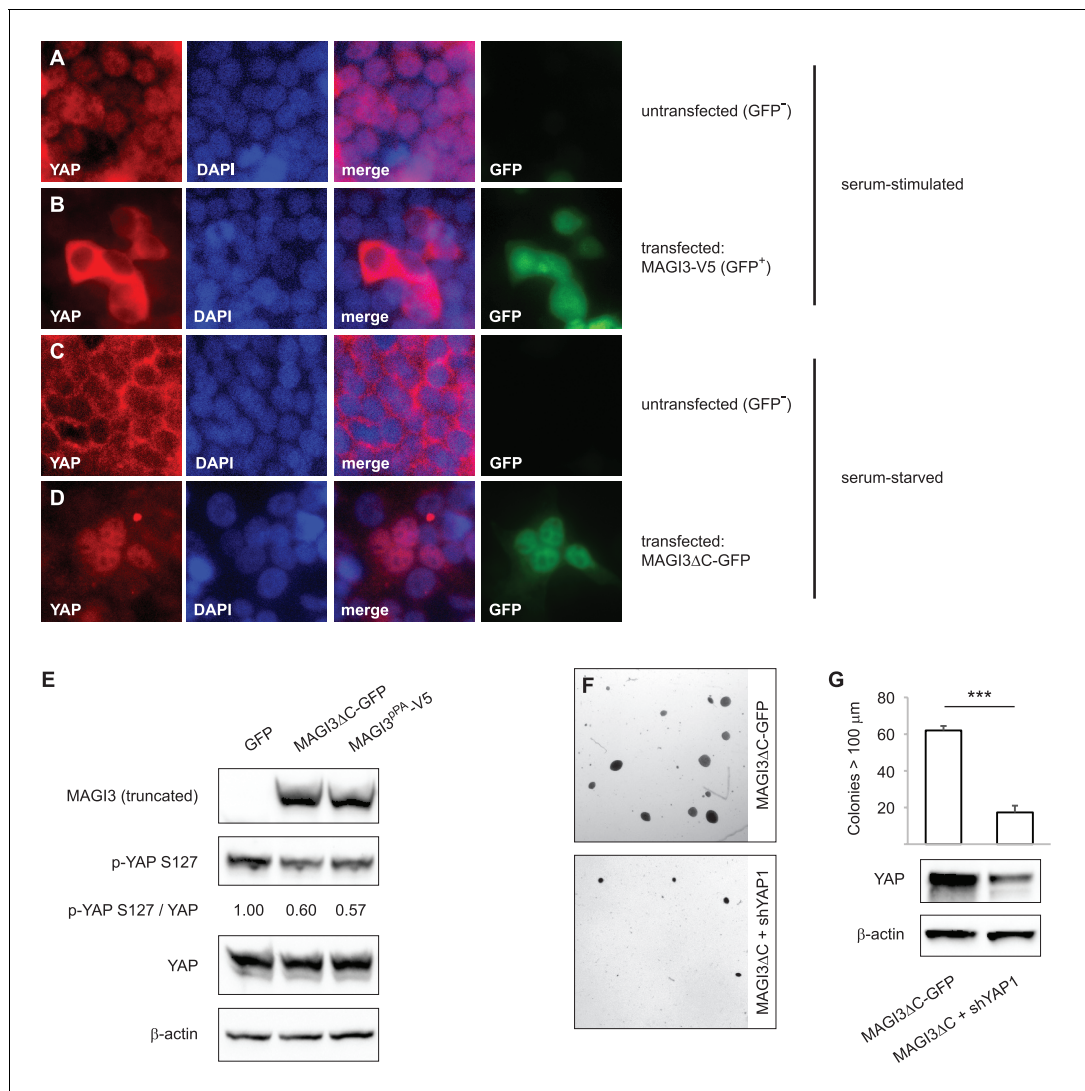 A
YAP
DAPI
merge
GFP
untransfected (GFP⁻)
serum-stimulated
B
YAP
DAPI
merge
GFP
transfected:
MAGI3-V5 (GFP⁺)
C
YAP
DAPI
merge
GFP
untransfected (GFP⁻)
serum-starved
D
YAP
DAPI
merge
GFP
transfected:
MAGI3ΔC-GFP
E
GFP
MAGI3ΔC-GFP
MAGI3ᵖᴾᴬ-V5
MAGI3 (truncated)
p-YAP S127
p-YAP S127 / YAP
1.00 0.60 0.57
YAP
β-actin
F
MAGI3ΔC-GFP
MAGI3ΔC + shYAP1
G
Colonies > 100 μm
80
60
40
20
***
YAP
β-actin
MAGI3ΔC-GFP
MAGI3ΔC + shYAP1